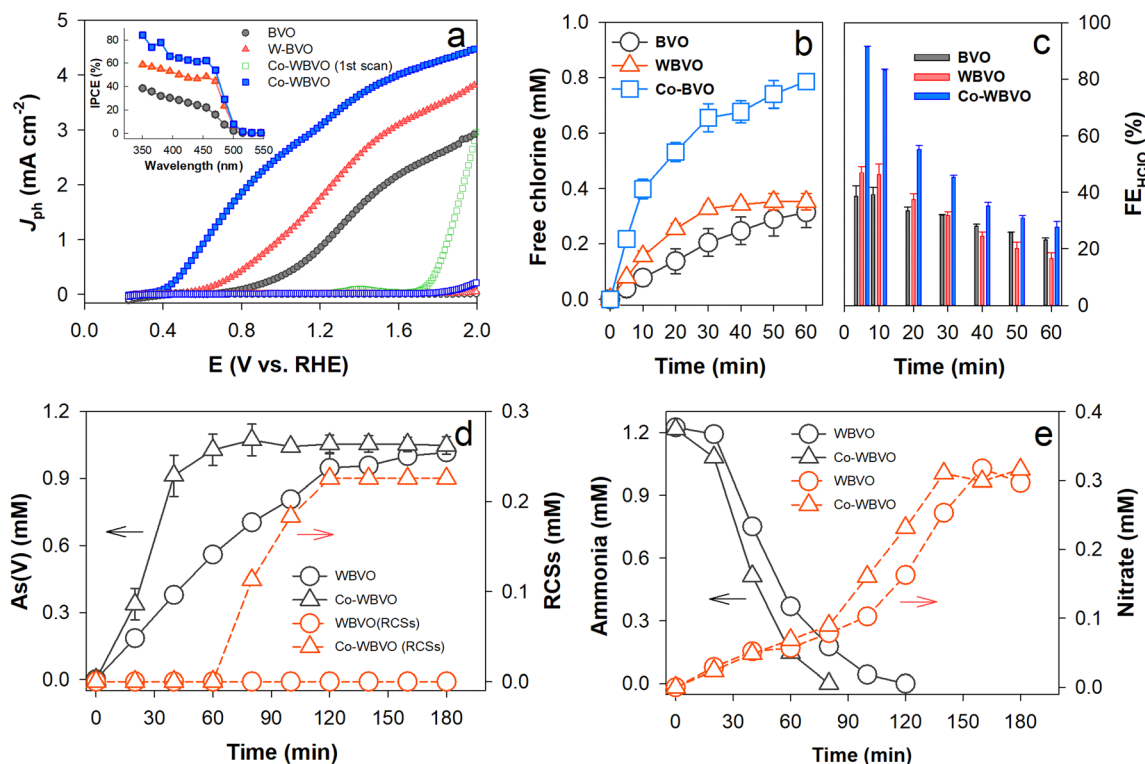 a
5
4
3
2
1
0
J_ph (mA cm⁻²)
0.0 0.4 0.8 1.2 1.6 2.0
E (V vs. RHE)
IPCE (%)
100
80
60
40
20
0
350 400 450 500 550
Wavelength (nm)
BVO
W-BVO
Co-WBVO (1st scan)
Co-WBVO
b
Free chlorine (mM)
1.0
0.8
0.6
0.4
0.2
0.0
BVO
WBVO
Co-BVO
0 10 20 30 40 50 60
Time (min)
c
BVO
WBVO
Co-WBVO
100
80
60
40
20
0
FE_HClO (%)
0 10 20 30 40 50 60
Time (min)
d
As(V) (mM)
1.2
0.9
0.6
0.3
0.0
WBVO
Co-WBVO
WBVO(RCSs)
Co-WBVO (RCSs)
0.3
0.2
0.1
0.0
RCSs (mM)
0 30 60 90 120 150 180
Time (min)
e
Ammonia (mM)
1.2
0.9
0.6
0.3
0.0
WBVO
Co-WBVO
WBVO
Co-WBVO
0.4
0.3
0.2
0.1
0.0
Nitrate (mM)
0 30 60 90 120 150 180
Time (min)